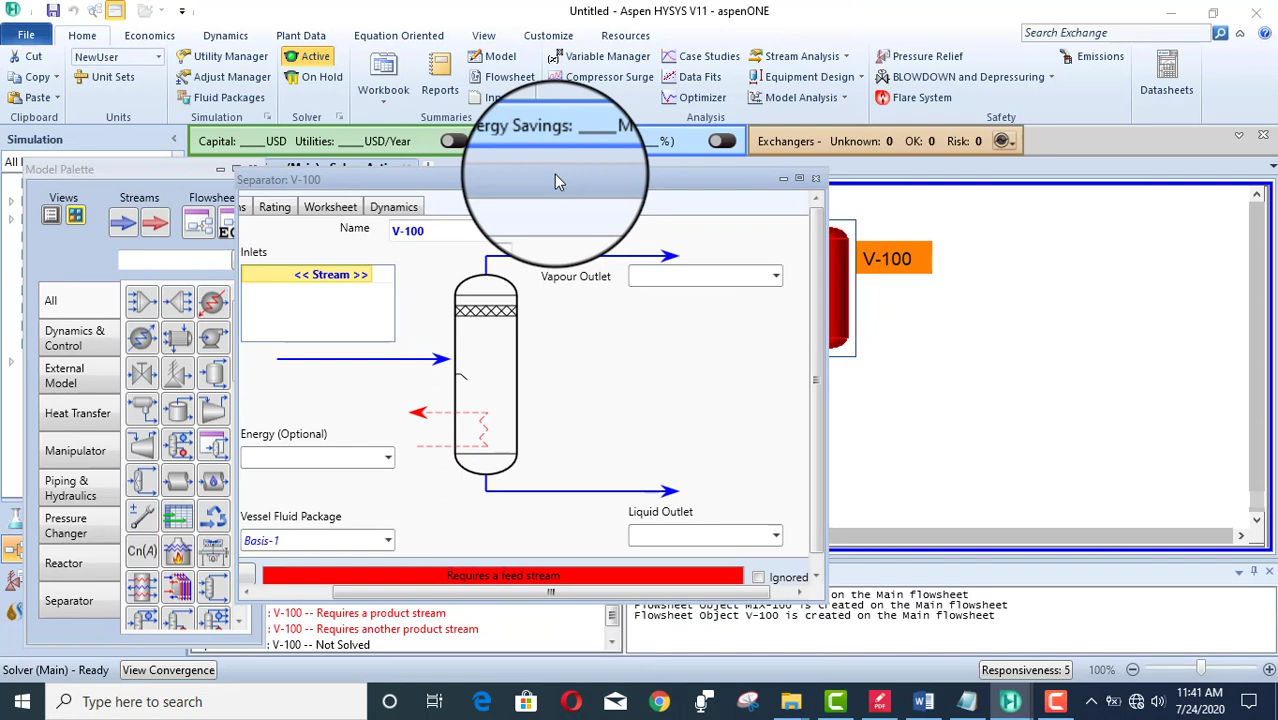 Untitled - Aspen HYSYS V11 - aspenONE
File Home Economics Dynamics Plant Data Equation Oriented View Customize Resources Search Exchange
Cut NewUser Utility Manager Active Model Variable Manager Case Studies Stream Analysis Pressure Relief Emissions
Copy Unit Sets Adjust Manager On Hold Workbook Reports Flowsheet Compressor Surge Data Fits Equipment Design BLOWDOWN and Depressuring Datasheets
Paste Fluid Packages Optimizer Model Analysis Flare System
Clipboard Units Simulation Solver Summaries Analysis Safety
Simulation Capital: ____USD Utilities: ____USD/Year ergy Savings: ____M ____%) Exchangers - Unknown: 0 OK: 0 Risk: 0
Model Palette
Views Streams
Separator: V-100
Rating Worksheet Dynamics
Name V-100
Inlets
<< Stream >>
Vapour Outlet
Energy (Optional)
Vessel Fluid Package
Basis-1
Liquid Outlet
Requires a feed stream Ignored
All
Dynamics & Control
External Model
Heat Transfer
Manipulator
Piping & Hydraulics
Pressure Changer
Reactor
Separator
Cn(A)
V-100
: V-100 -- Requires a product stream
: V-100 -- Requires another product stream
: V-100 -- Not Solved
Flowsheet Object MIX-100 is created on the Main flowsheet
Flowsheet Object V-100 is created on the Main flowsheet
Solver (Main) - Ready View Convergence Responsiveness: 5 100%
Type here to search
11:41 AM
7/24/2020